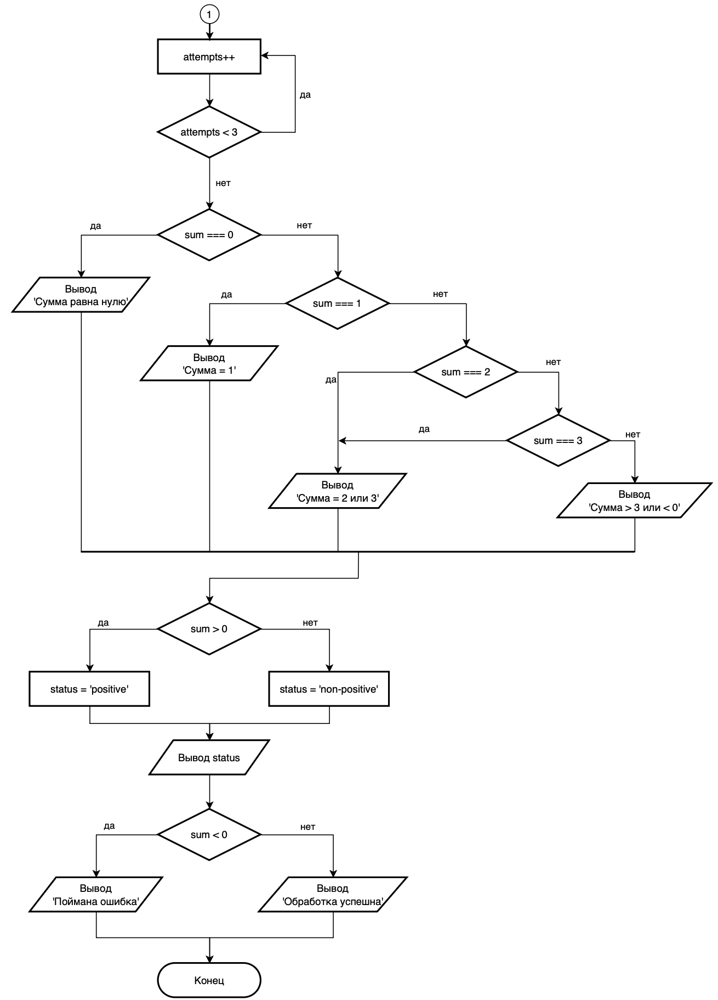 1
attempts++
да
attempts < 3
нет
да
sum === 0
нет
Вывод
'Сумма равна нулю'
да
sum === 1
нет
Вывод
'Сумма = 1'
да
sum === 2
нет
да
sum === 3
нет
Вывод
'Сумма = 2 или 3'
Вывод
'Сумма > 3 или < 0'
да
sum > 0
нет
status = 'positive'
status = 'non-positive'
Вывод status
да
sum < 0
нет
Вывод
'Поймана ошибка'
Вывод
'Обработка успешна'
Конец